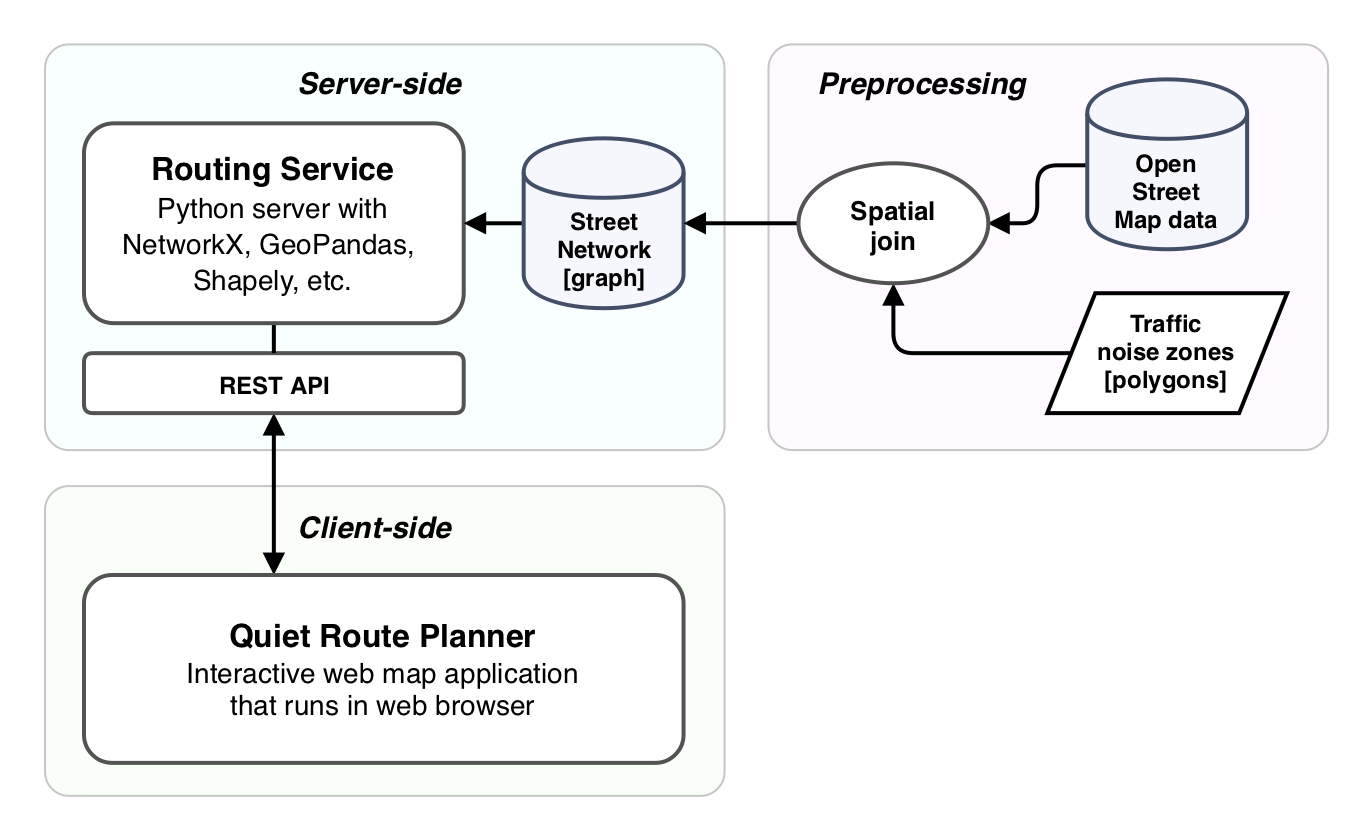 Server-side
Routing Service
Python server with
NetworkX, GeoPandas,
Shapely, etc.
Street
Network
[graph]
REST API
Preprocessing
Spatial
join
Open
Street
Map data
Traffic
noise zones
[polygons]
Client-side
Quiet Route Planner
Interactive web map application
that runs in web browser